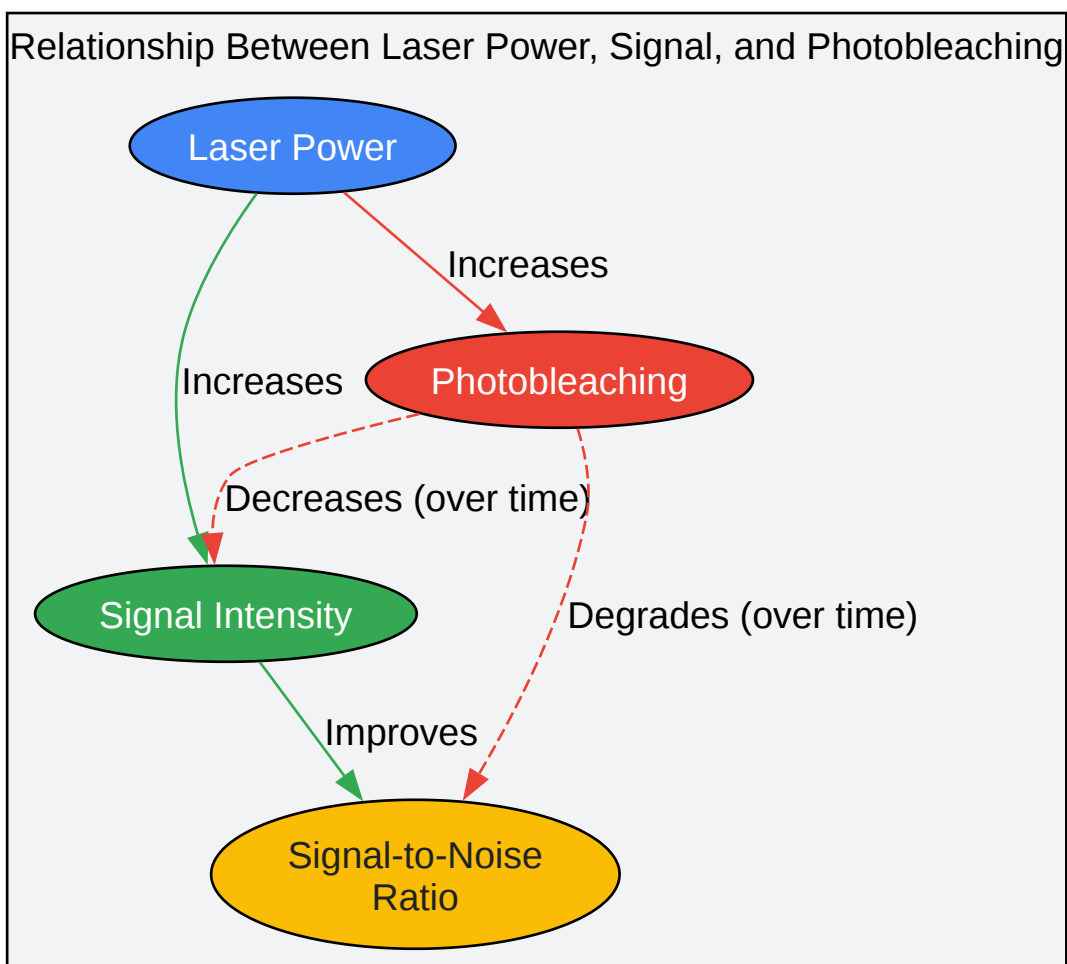 Relationship Between Laser Power, Signal, and Photobleaching
Laser Power
Increases
Increases
Photobleaching
Decreases (over time)
Signal Intensity
Degrades (over time)
Improves
Signal-to-Noise
Ratio